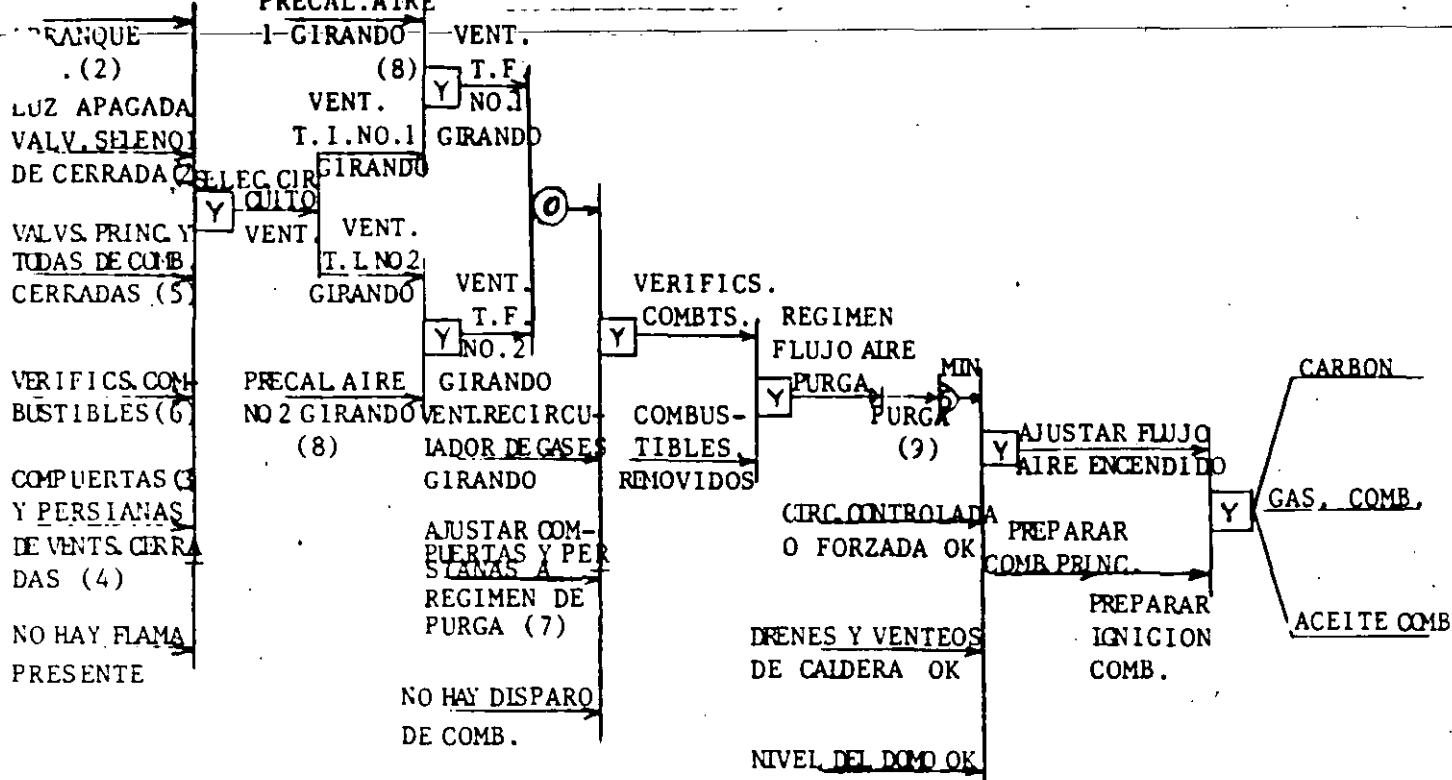 PRECAL.AIRE
1 GIRANDO
(8)
ARRANQUE
.(2)
LUZ APAGADA
VALV. SELENOI
DE CERRADA (2
VALVS. PRINC. Y
TODAS DE COMB.
CERRADAS (5)
VERIFICS. COM-
BUSTIBLES (6)
COMPUERTAS (3
Y PERSIANAS
DE VENTS. CERRA
DAS (4)
NO HAY FLAMA
PRESENTE
Y
SELEC. CIR
CUITO
VENT.
VENT.
T.I.NO.1
GIRANDO
VENT.
T.I.NO2
GIRANDO
PRECAL AIRE
NO2 GIRANDO
(8)
Y
VENT.
T.F.
NO.1
GIRANDO
Y
VENT.
T.F.
NO.2
GIRANDO
O
VENT.RECIRCU-
LADOR DE GASES
GIRANDO
AJUSTAR COM-
PUERTAS Y PER
SIANAS A
REGIMEN DE
PURGA (7)
NO HAY DISPARO
DE COMB.
Y
VERIFICS.
COMBTS.
COMBUS-
TIBLES
REMOVIDOS
Y
REGIMEN
FLUJO AIRE
PURGA
PURGA
(9)
MIN
CIRC.CONTROLADA
O FORZADA OK
DRENES Y VENTEOS
DE CALDERA OK
NIVEL DEL DOMO OK
Y
AJUSTAR FLUJO
AIRE ENCENDIDO
PREPARAR
COMB PRINC.
PREPARAR
IGNICION
COMB.
Y
CARBON
GAS, COMB,
ACEITE COMB